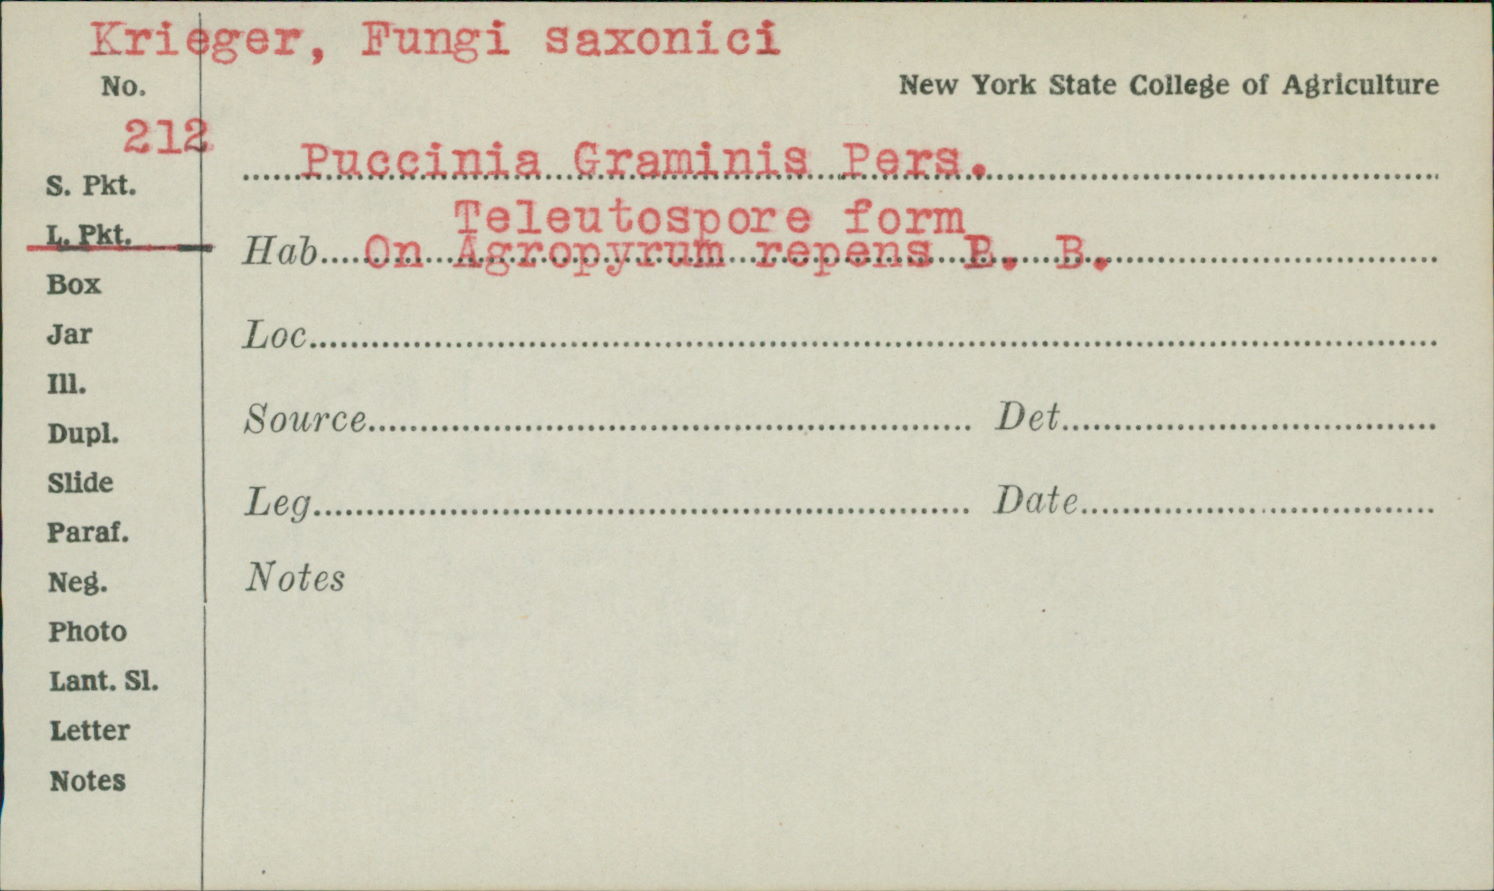 Krieger, Fungi saxonici
No.
New York State College of Agriculture
212
Puccinia Graminis Pers.
S. Pkt.
Teleutospore form
L. Pkt.
Hab. On Agropyrum repens B. B.
Box
Jar
Loc.
Ill.
Dupl.
Source
Det.
Slide
Leg.
Date
Paraf.
Neg.
Notes
Photo
Lant. Sl.
Letter
Notes